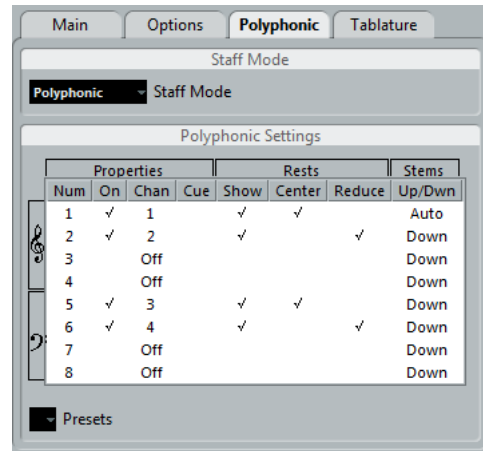 Main Options Polyphonic Tablature
Staff Mode
Polyphonic Staff Mode
Polyphonic Settings
Properties Rests Stems
Num On Chan Cue Show Center Reduce Up/Dwn
1 √ 1 √ √ Auto
2 √ 2 √ √ Down
3 Off Down
4 Off Down
5 √ 3 √ √ Down
6 √ 4 √ √ Down
7 Off Down
8 Off Down
Presets